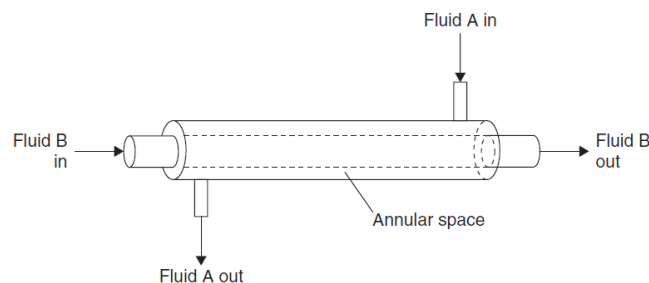 Fluid A in
Fluid B
in
Fluid B
out
Annular space
Fluid A out